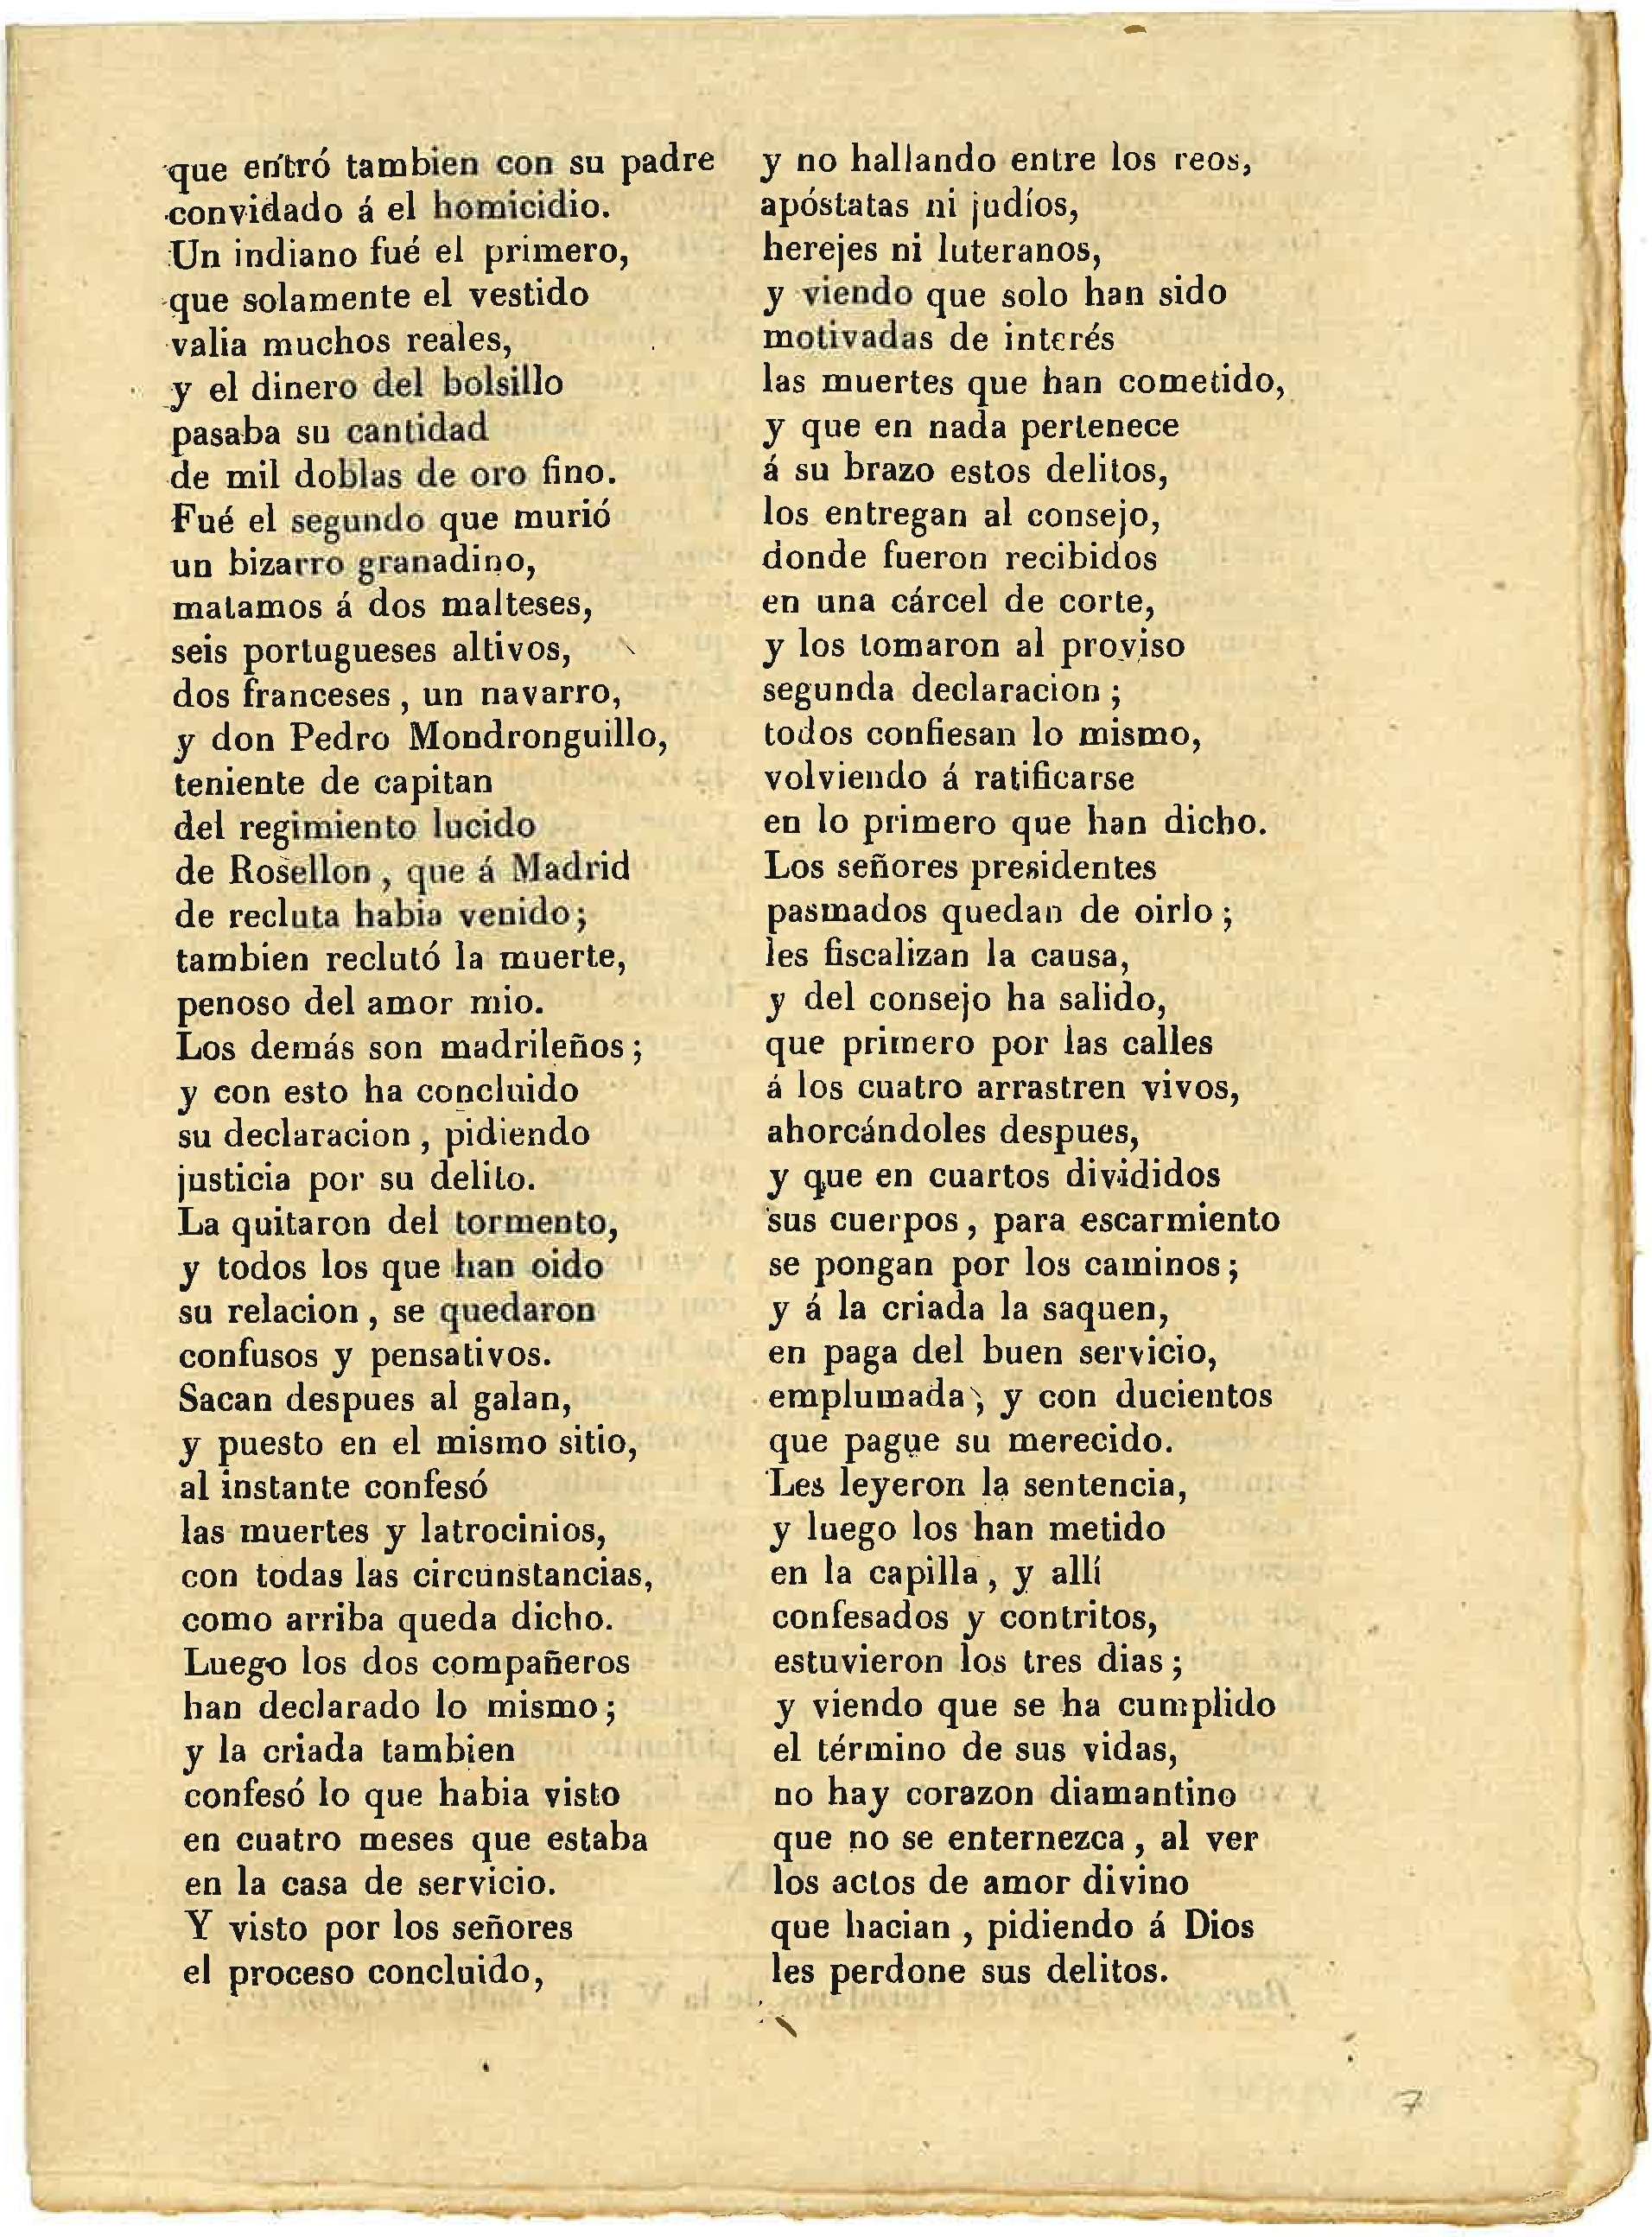 que entró tambien con su padre
convidado á el homicidio.
Un indiano fué el primero,
que solamente el vestido
valia muchos reales,
y el dinero del bolsillo
pasaba su cantidad
de mil doblas de oro fino.
Fué el segundo que murió
un bizarro granadino,
matamos á dos malteses,
seis portugueses altivos,
dos franceses, un navarro,
y don Pedro Mondronguillo,
teniente de capitan
del regimiento lucido
de Rosellon, que á Madrid
de recluta habia venido;
tambien reclutó la muerte,
penoso del amor mio.
Los demás son madrileños;
y con esto ha concluido
su declaracion, pidiendo
justicia por su delito.
La quitaron del tormento,
y todos los que han oido
su relacion, se quedaron
confusos y pensativos.
Sacan despues al galan,
y puesto en el mismo sitio,
al instante confesó
las muertes y latrocinios,
con todas las circunstancias,
como arriba queda dicho.
Luego los dos compañeros
han declarado lo mismo;
y la criada tambien
confesó lo que habia visto
en cuatro meses que estaba
en la casa de servicio.
Y visto por los señores
el proceso concluido,
y no hallando entre los reos,
apóstatas ni judíos,
herejes ni luteranos,
y viendo que solo han sido
motivadas de interés
las muertes que han cometido,
y que en nada pertenece
á su brazo estos delitos,
los entregan al consejo,
donde fueron recibidos
en una cárcel de corte,
y los tomaron al proviso
segunda declaracion;
todos confiesan lo mismo,
volviendo á ratificarse
en lo primero que han dicho.
Los señores presidentes
pasmados quedan de oirlo;
les fiscalizan la causa,
y del consejo ha salido,
que primero por las calles
á los cuatro arrastren vivos,
ahorcándoles despues,
y que en cuartos divididos
sus cuerpos, para escarmiento
se pongan por los caminos;
y á la criada la saquen,
en paga del buen servicio,
emplumada, y con ducientos
que pague su merecido.
Les leyeron la sentencia,
y luego los han metido
en la capilla, y allí
confesados y contritos,
estuvieron los tres dias;
y viendo que se ha cumplido
el término de sus vidas,
no hay corazon diamantino
que no se enternezca, al ver
los actos de amor divino
que hacian, pidiendo á Dios
les perdone sus delitos.
7